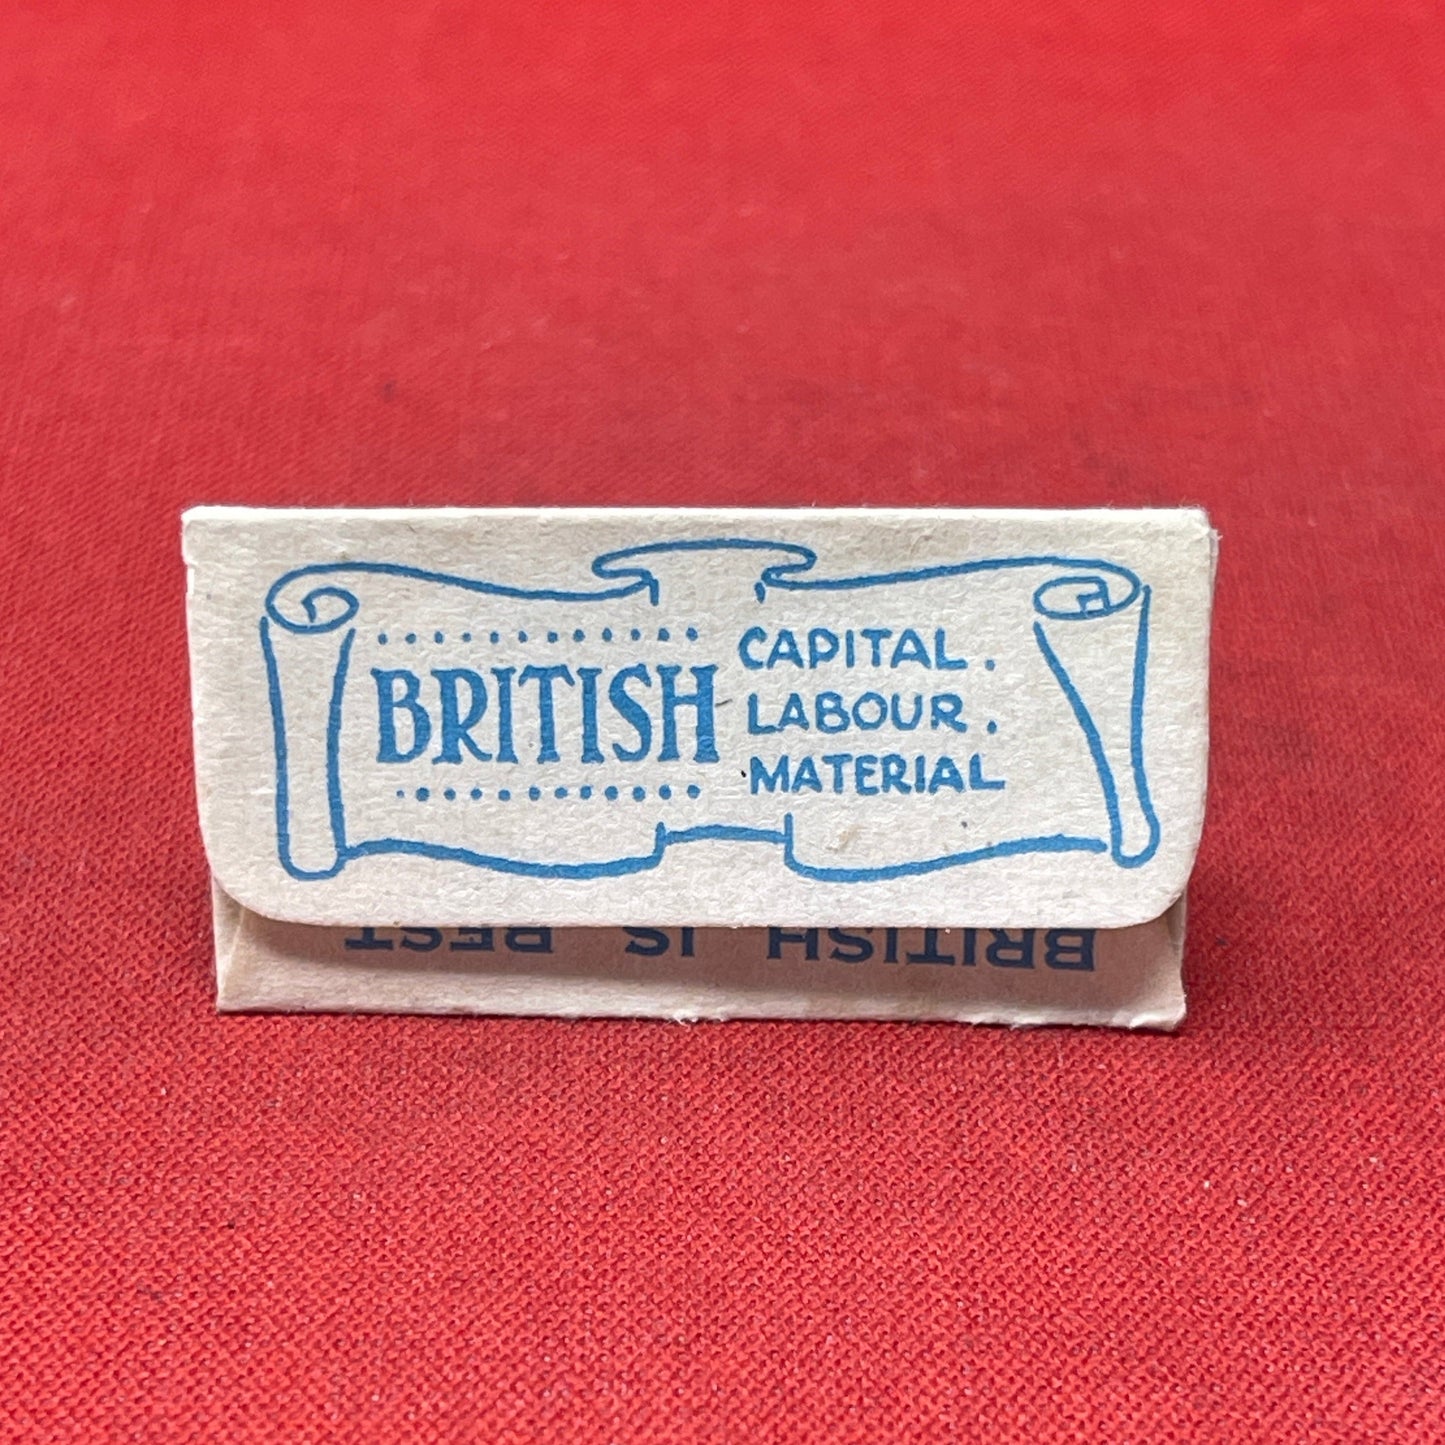 BRITISH
CAPITAL.
LABOUR.
MATERIAL
BRITISH IS BEST